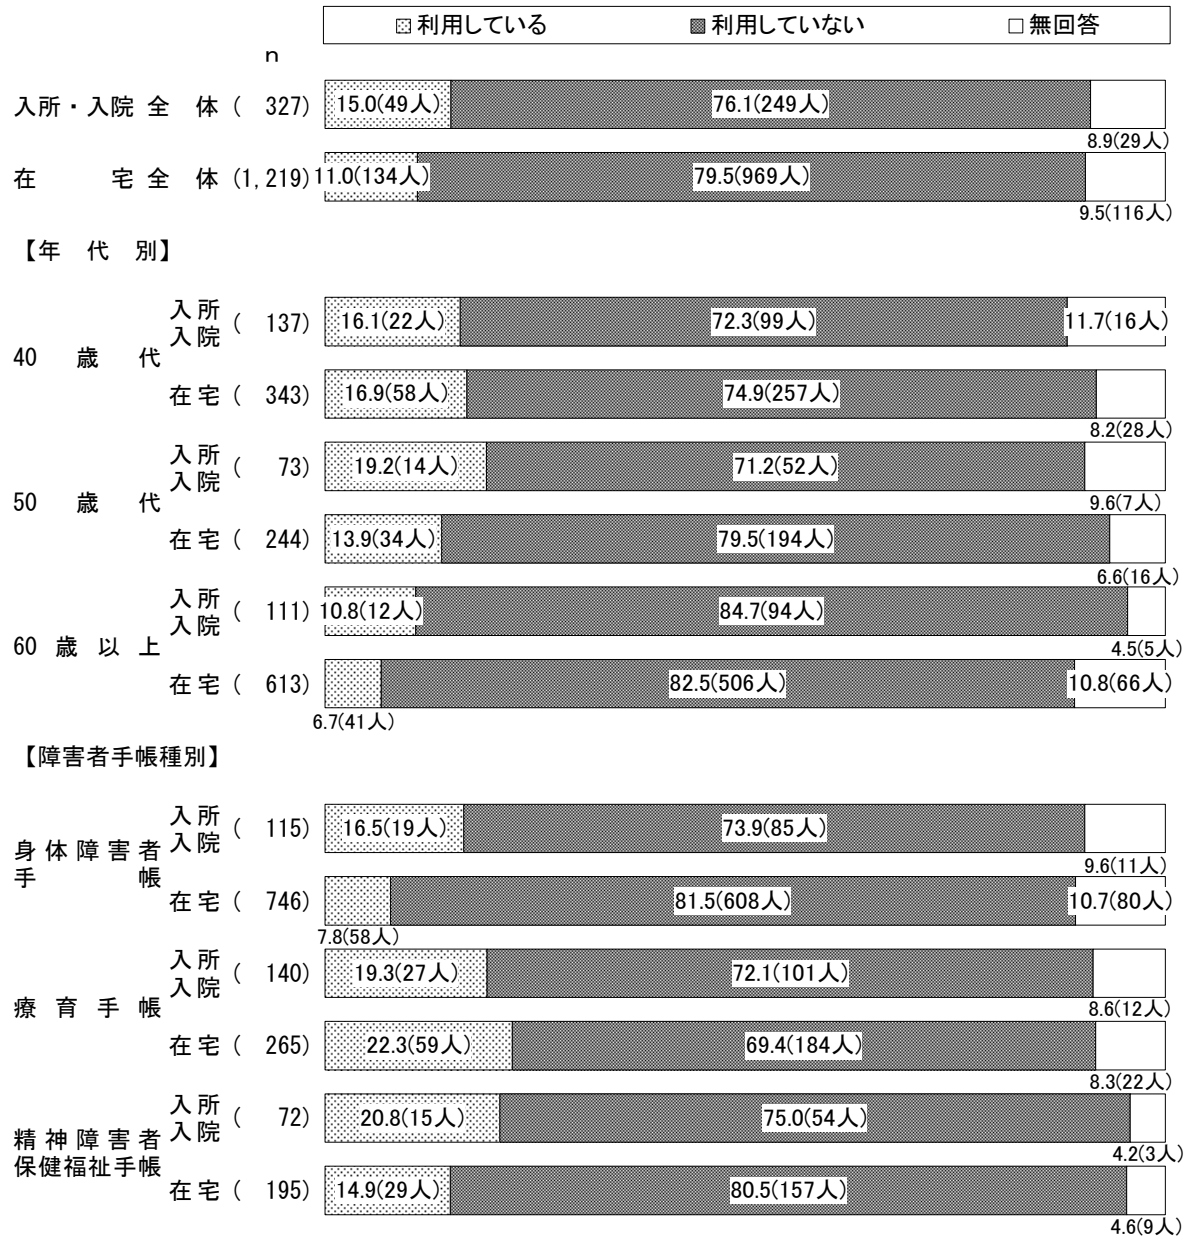 利用している 利用していない 無回答
n
入所・入院 全 体 ( 327) 15.0(49人) 76.1(249人) 8.9(29人)
在 宅 全 体 (1,219) 11.0(134人) 79.5(969人) 9.5(116人)
【年 代 別】
40 歳 代
入所入院 ( 137) 16.1(22人) 72.3(99人) 11.7(16人)
在宅 ( 343) 16.9(58人) 74.9(257人) 8.2(28人)
50 歳 代
入所入院 ( 73) 19.2(14人) 71.2(52人) 9.6(7人)
在宅 ( 244) 13.9(34人) 79.5(194人) 6.6(16人)
60 歳 以 上
入所入院 ( 111) 10.8(12人) 84.7(94人) 4.5(5人)
在宅 ( 613) 6.7(41人) 82.5(506人) 10.8(66人)
【障害者手帳種別】
身体障害者手帳
入所入院 ( 115) 16.5(19人) 73.9(85人) 9.6(11人)
在宅 ( 746) 7.8(58人) 81.5(608人) 10.7(80人)
療育手帳
入所入院 ( 140) 19.3(27人) 72.1(101人) 8.6(12人)
在宅 ( 265) 22.3(59人) 69.4(184人) 8.3(22人)
精神障害者保健福祉手帳
入所入院 ( 72) 20.8(15人) 75.0(54人) 4.2(3人)
在宅 ( 195) 14.9(29人) 80.5(157人) 4.6(9人)